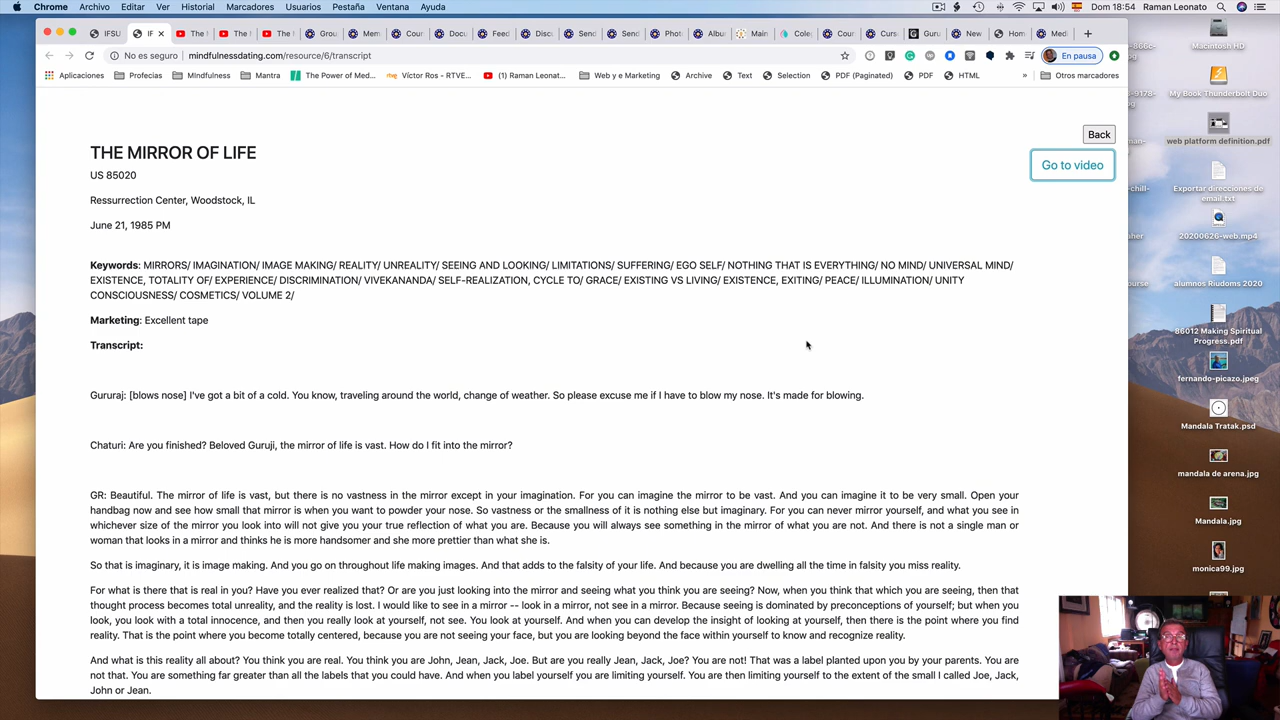 Chrome Archivo Editar Ver Historial Marcadores Usuarios Pestaña Ventana Ayuda Dom 18:54 Raman Leonato
IFSU IF The The The Grou Mem Cour Docu Feed Discu Send Send Phot Albu Main Coleg Cour Curs Guru New Hom Medi
No es seguro mindfulnessdating.com/resource/6/transcript En pausa
Aplicaciones Profecias MIndfulness Mantra The Power of Med... Víctor Ros - RTVE... (1) Raman Leonat... Web y e Marketing Archive Text Selection PDF (Paginated) PDF HTML » Otros marcadores
Back
Go to video
THE MIRROR OF LIFE
US 85020
Ressurrection Center, Woodstock, IL
June 21, 1985 PM
Keywords: MIRRORS/ IMAGINATION/ IMAGE MAKING/ REALITY/ UNREALITY/ SEEING AND LOOKING/ LIMITATIONS/ SUFFERING/ EGO SELF/ NOTHING THAT IS EVERYTHING/ NO MIND/ UNIVERSAL MIND/
EXISTENCE, TOTALITY OF/ EXPERIENCE/ DISCRIMINATION/ VIVEKANANDA/ SELF-REALIZATION, CYCLE TO/ GRACE/ EXISTING VS LIVING/ EXISTENCE, EXITING/ PEACE/ ILLUMINATION/ UNITY
CONSCIOUSNESS/ COSMETICS/ VOLUME 2/
Marketing: Excellent tape
Transcript:
Gururaj: [blows nose] I've got a bit of a cold. You know, traveling around the world, change of weather. So please excuse me if I have to blow my nose. It's made for blowing.
Chaturi: Are you finished? Beloved Guruji, the mirror of life is vast. How do I fit into the mirror?
GR: Beautiful. The mirror of life is vast, but there is no vastness in the mirror except in your imagination. For you can imagine the mirror to be vast. And you can imagine it to be very small. Open your
handbag now and see how small that mirror is when you want to powder your nose. So vastness or the smallness of it is nothing else but imaginary. For you can never mirror yourself, and what you see in
whichever size of the mirror you look into will not give you your true reflection of what you are. Because you will always see something in the mirror of what you are not. And there is not a single man or
woman that looks in a mirror and thinks he is more handsomer and she more prettier than what she is.
So that is imaginary, it is image making. And you go on throughout life making images. And that adds to the falsity of your life. And because you are dwelling all the time in falsity you miss reality.
For what is there that is real in you? Have you ever realized that? Or are you just looking into the mirror and seeing what you think you are seeing? Now, when you think that which you are seeing, then that
thought process becomes total unreality, and the reality is lost. I would like to see in a mirror -- look in a mirror, not see in a mirror. Because seeing is dominated by preconceptions of yourself; but when you
look, you look with a total innocence, and then you really look at yourself, not see. You look at yourself. And when you can develop the insight of looking at yourself, then there is the point where you find
reality. That is the point where you become totally centered, because you are not seeing your face, but you are looking beyond the face within yourself to know and recognize reality.
And what is this reality all about? You think you are real. You think you are John, Jean, Jack, Joe. But are you really Jean, Jack, Joe? You are not! That was a label planted upon you by your parents. You are
not that. You are something far greater than all the labels that you could have. And when you label yourself you are limiting yourself. You are then limiting yourself to the extent of the small I called Joe, Jack,
John or Jean.
Macintosh HD
My Book Thunderbolt Duo
web platform definition.pdf
Exportar direcciones de
email.txt
20200626-web.mp4
alumnos Riudoms 2020
86012 Making Spiritual
Progress.pdf
fernando-picazo.jpeg
Mandala Tratak.psd
mandala de arena.jpg
Mandala.jpg
monica99.jpg